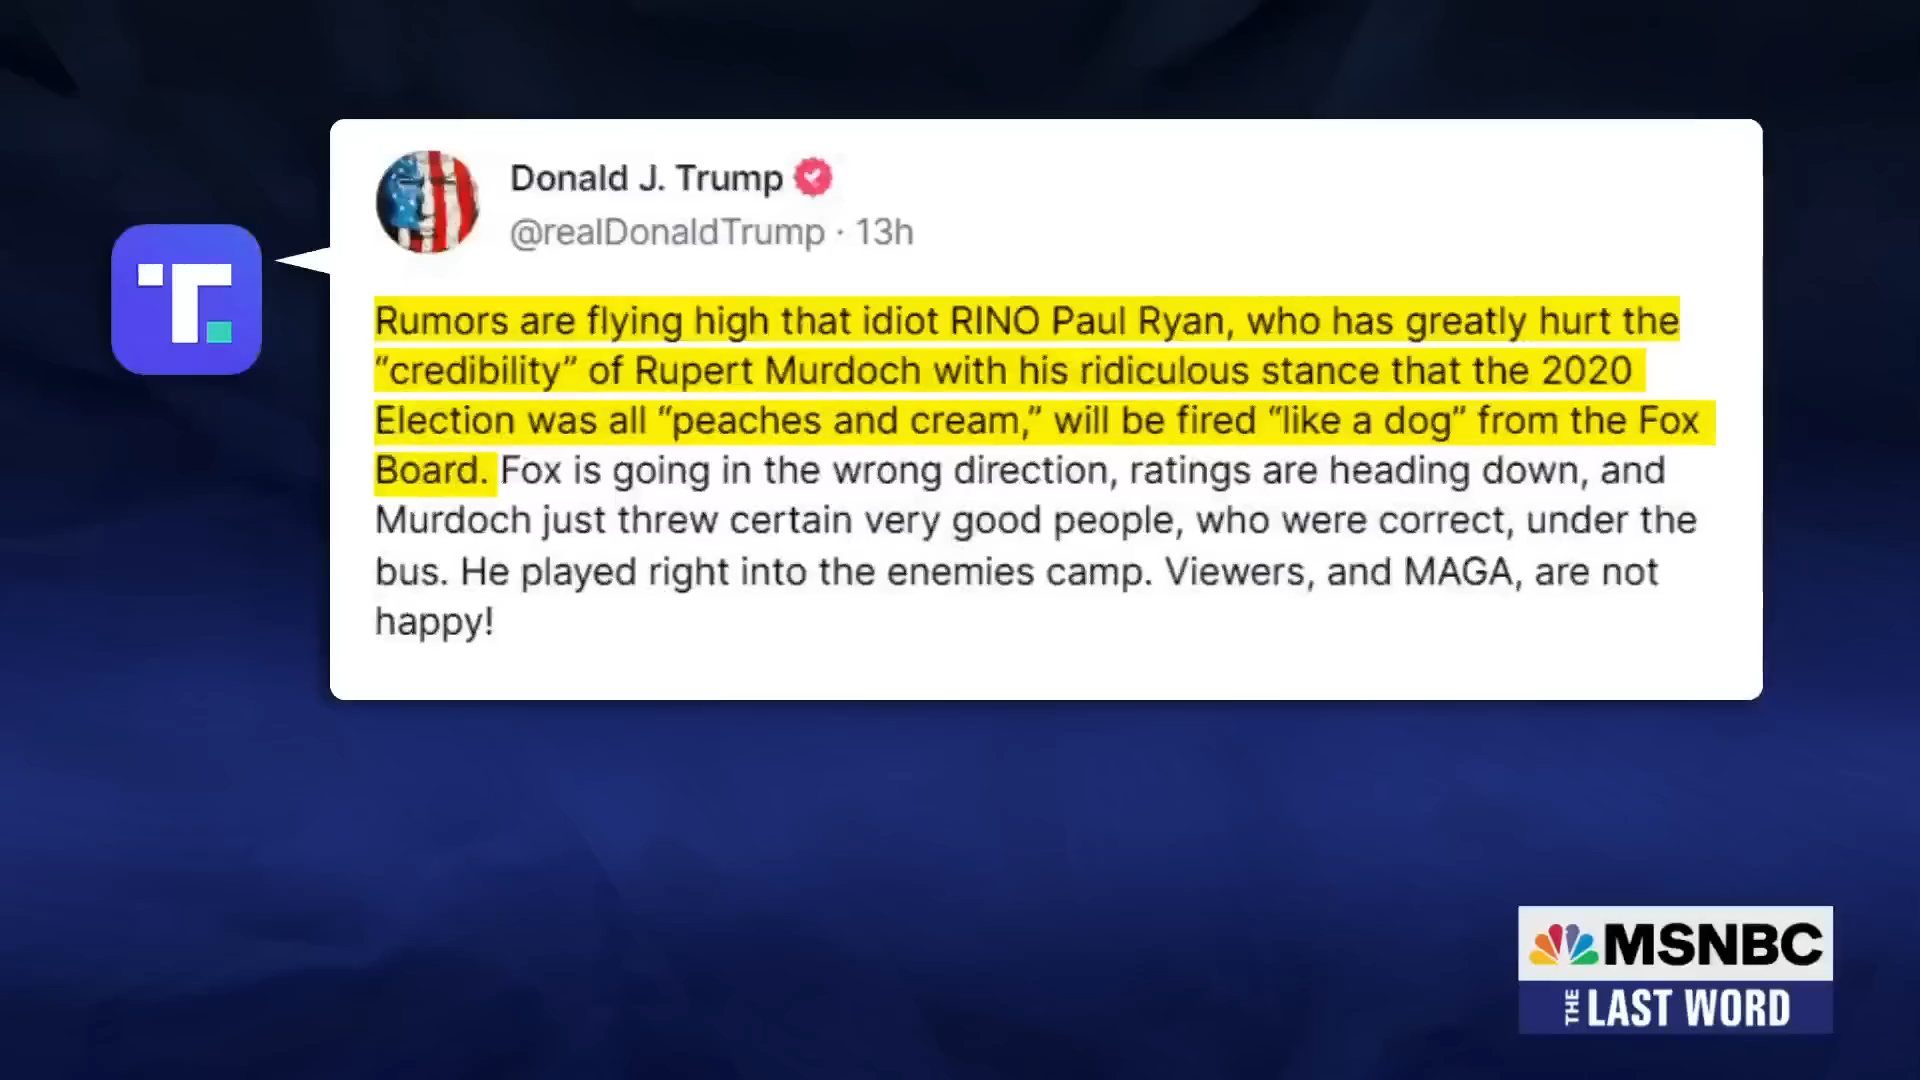 Donald J. Trump
@realDonaldTrump · 13h
T.
Rumors are flying high that idiot RINO Paul Ryan, who has greatly hurt the
“credibility” of Rupert Murdoch with his ridiculous stance that the 2020
Election was all “peaches and cream,” will be fired “like a dog” from the Fox
Board. Fox is going in the wrong direction, ratings are heading down, and
Murdoch just threw certain very good people, who were correct, under the
bus. He played right into the enemies camp. Viewers, and MAGA, are not
happy!
MSNBC
THE LAST WORD